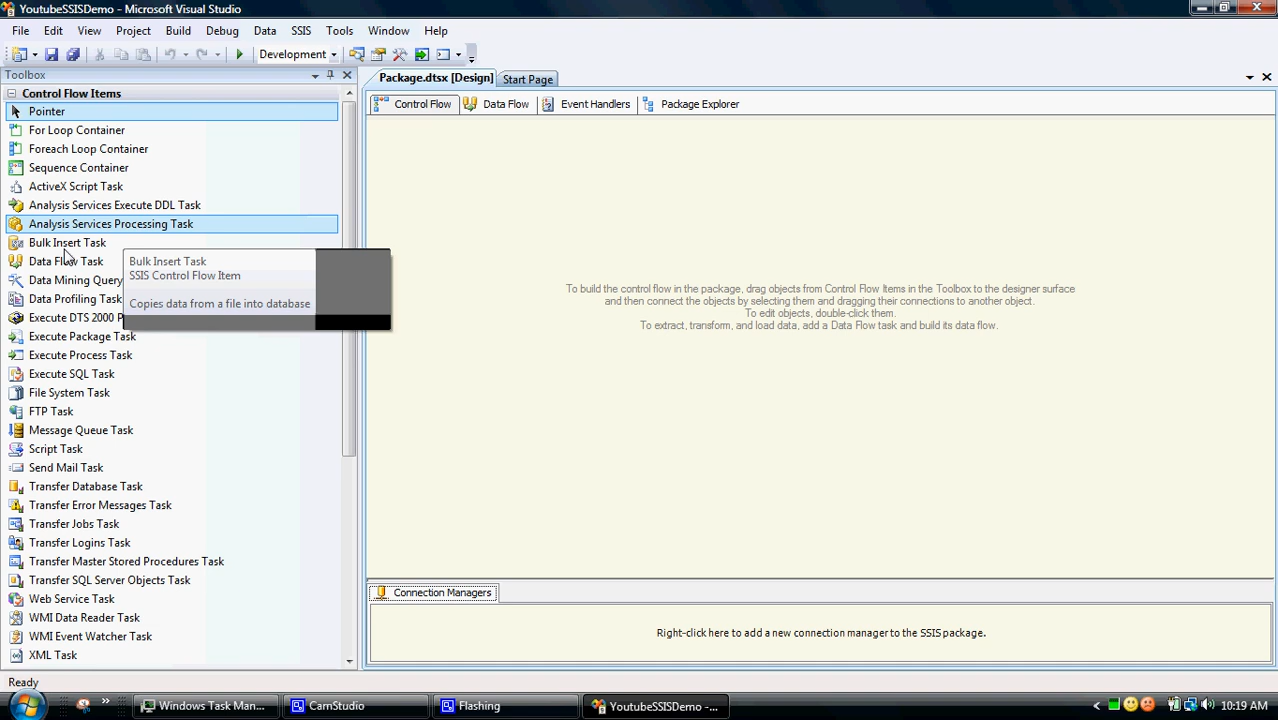 YoutubeSSISDemo - Microsoft Visual Studio
File Edit View Project Build Debug Data SSIS Tools Window Help
Development
Toolbox
Package.dtsx [Design] Start Page
Control Flow Items
Control Flow Data Flow Event Handlers Package Explorer
Pointer
For Loop Container
Foreach Loop Container
Sequence Container
ActiveX Script Task
Analysis Services Execute DDL Task
Analysis Services Processing Task
Bulk Insert Task
Data Flow Task
Data Mining Query
Data Profiling Task
Execute DTS 2000 P
Execute Package Task
Execute Process Task
Execute SQL Task
File System Task
FTP Task
Message Queue Task
Script Task
Send Mail Task
Transfer Database Task
Transfer Error Messages Task
Transfer Jobs Task
Transfer Logins Task
Transfer Master Stored Procedures Task
Transfer SQL Server Objects Task
Web Service Task
WMI Data Reader Task
WMI Event Watcher Task
XML Task
Bulk Insert Task
SSIS Control Flow Item
Copies data from a file into database
To build the control flow in the package, drag objects from Control Flow Items in the Toolbox to the designer surface
and then connect the objects by selecting them and dragging their connections to another object.
To edit objects, double-click them.
To extract, transform, and load data, add a Data Flow task and build its data flow.
Connection Managers
Right-click here to add a new connection manager to the SSIS package.
Ready
Windows Task Man... CamStudio Flashing YoutubeSSISDemo -... 10:19 AM